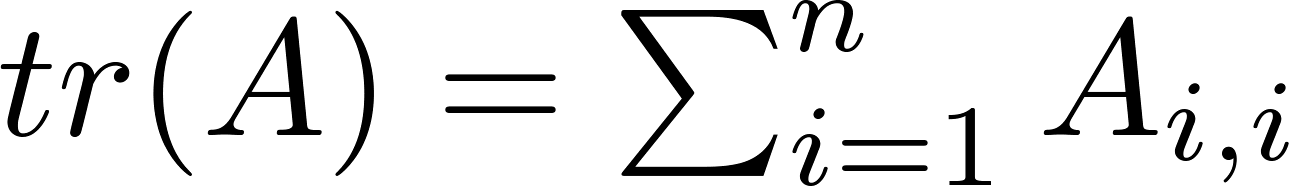 tr(A) = \sum_{i=1}^{n} A_{i,i}